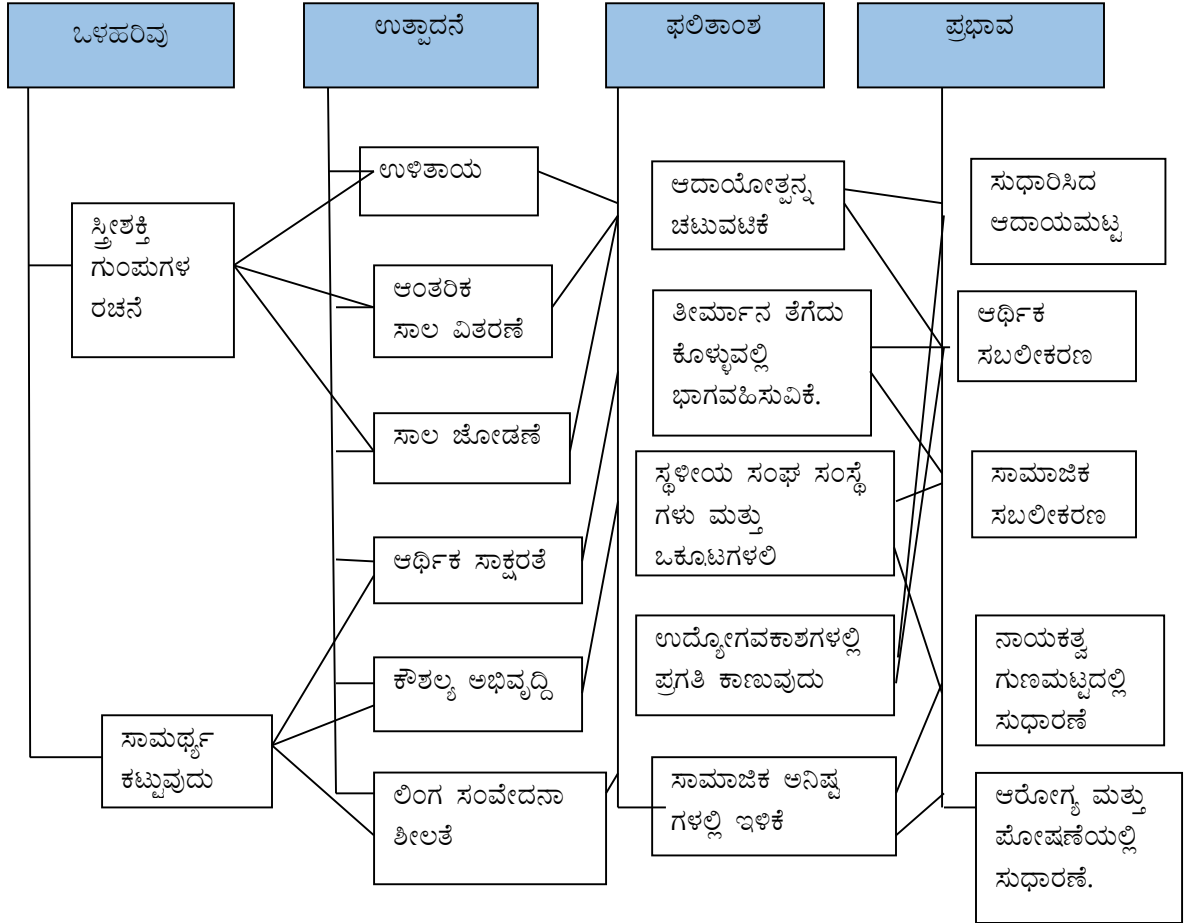 ಒಳಹರಿವು
ಉತ್ಪಾದನೆ
ಫಲಿತಾಂಶ
ಪ್ರಭಾವ
ಸ್ತ್ರೀಶಕ್ತಿ
ಗುಂಪುಗಳ
ರಚನೆ
ಸಾಮರ್ಥ್ಯ
ಕಟ್ಟುವುದು
ಉಳಿತಾಯ
ಆಂತರಿಕ
ಸಾಲ ವಿತರಣೆ
ಸಾಲ ಜೋಡಣೆ
ಆರ್ಥಿಕ ಸಾಕ್ಷರತೆ
ಕೌಶಲ್ಯ ಅಭಿವೃದ್ದಿ
ಲಿಂಗ ಸಂವೇದನಾ
ಶೀಲತೆ
ಆದಾಯೋತ್ಪನ್ನ
ಚಟುವಟಿಕೆ
ತೀರ್ಮಾನ ತೆಗೆದು
ಕೊಳ್ಳುವಲ್ಲಿ
ಭಾಗವಹಿಸುವಿಕೆ.
ಸ್ಥಳೀಯ ಸಂಘ ಸಂಸ್ಥೆ
ಗಳು ಮತ್ತು
ಒಕ್ಕೂಟಗಳಲಿ
ಉದ್ಯೋಗವಕಾಶಗಳಲ್ಲಿ
ಪ್ರಗತಿ ಕಾಣುವುದು
ಸಾಮಾಜಿಕ ಅನಿಷ್ಟ
ಗಳಲ್ಲಿ ಇಳಿಕೆ
ಸುಧಾರಿಸಿದ
ಆದಾಯಮಟ್ಟ
ಆರ್ಥಿಕ
ಸಬಲೀಕರಣ
ಸಾಮಾಜಿಕ
ಸಬಲೀಕರಣ
ನಾಯಕತ್ವ
ಗುಣಮಟ್ಟದಲ್ಲಿ
ಸುಧಾರಣೆ
ಆರೋಗ್ಯ ಮತ್ತು
ಪೋಷಣೆಯಲ್ಲಿ
ಸುಧಾರಣೆ.